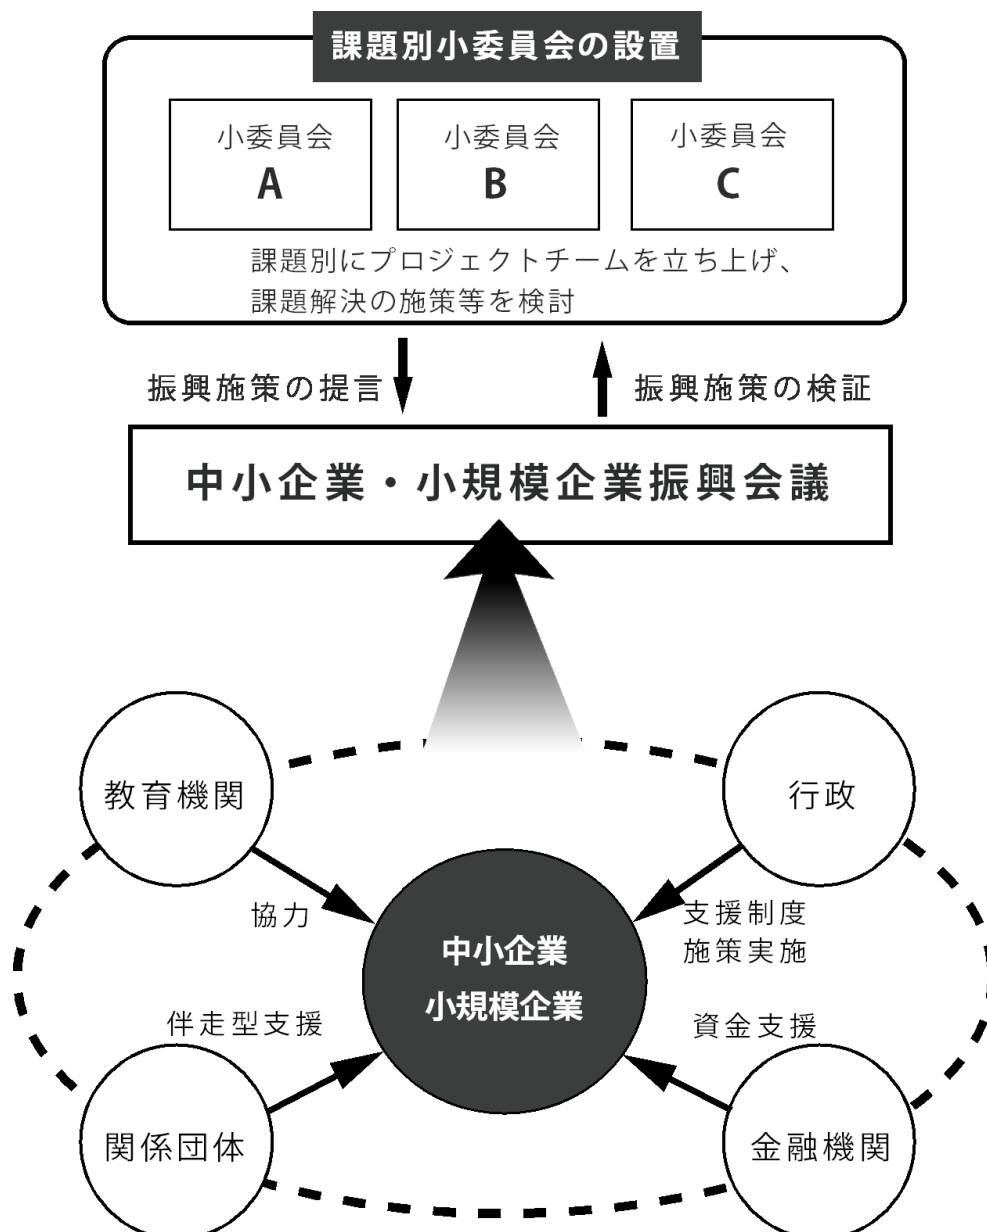 課題別小委員会の設置
小委員会
A
小委員会
B
小委員会
C
課題別にプロジェクトチームを立ち上げ、
課題解決の施策等を検討
振興施策の提言
振興施策の検証
中小企業・小規模企業振興会議
教育機関
行政
協力
支援制度
施策実施
中小企業
小規模企業
伴走型支援
資金支援
関係団体
金融機関